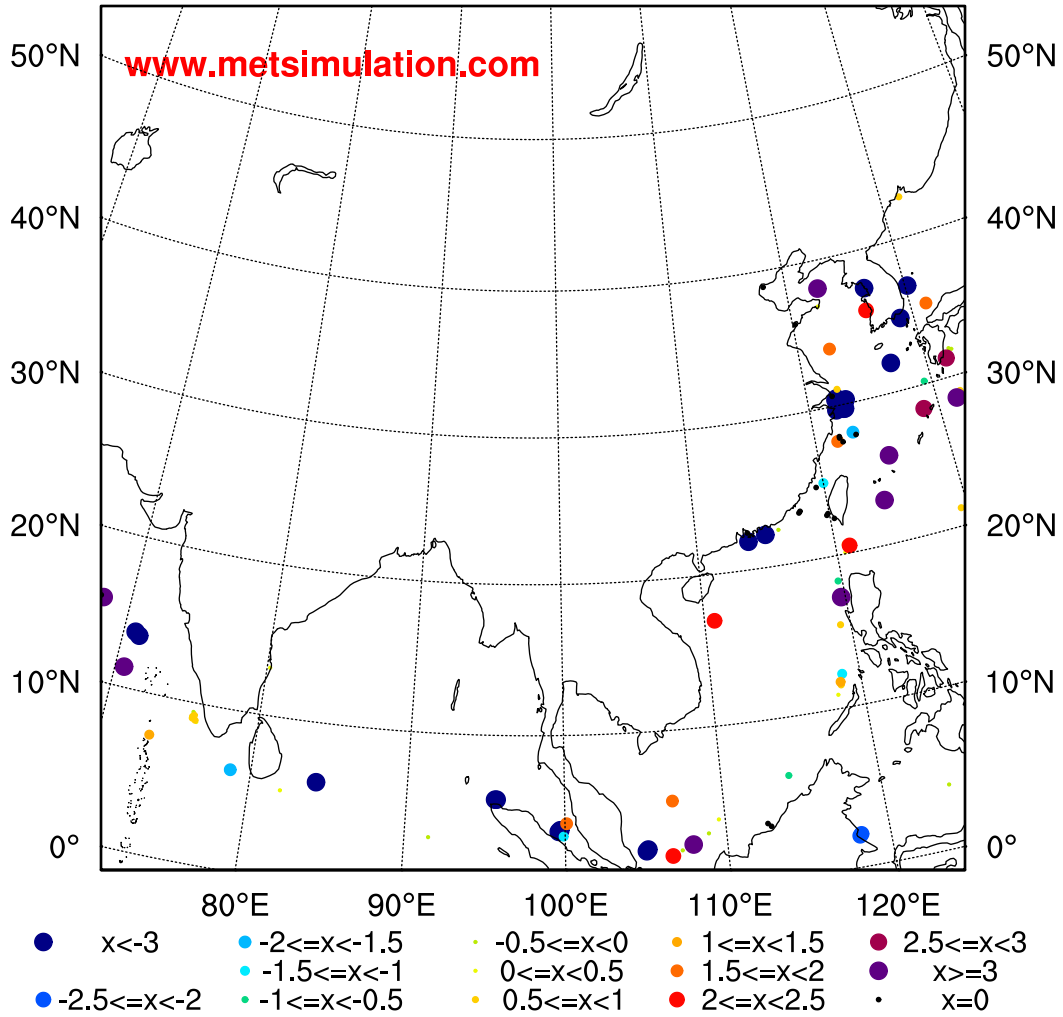 50°N 50°N
www.metsimulation.com
40°N 40°N
30°N 30°N
20°N 20°N
10°N 10°N
0° 0°
80°E 90°E 100°E 110°E 120°E
x<-3 -2<=x<-1.5 -0.5<=x<0 1<=x<1.5 2.5<=x<3
-1.5<=x<-1 0<=x<0.5 1.5<=x<2 x>=3
-2.5<=x<-2 -1<=x<-0.5 0.5<=x<1 2<=x<2.5 x=0